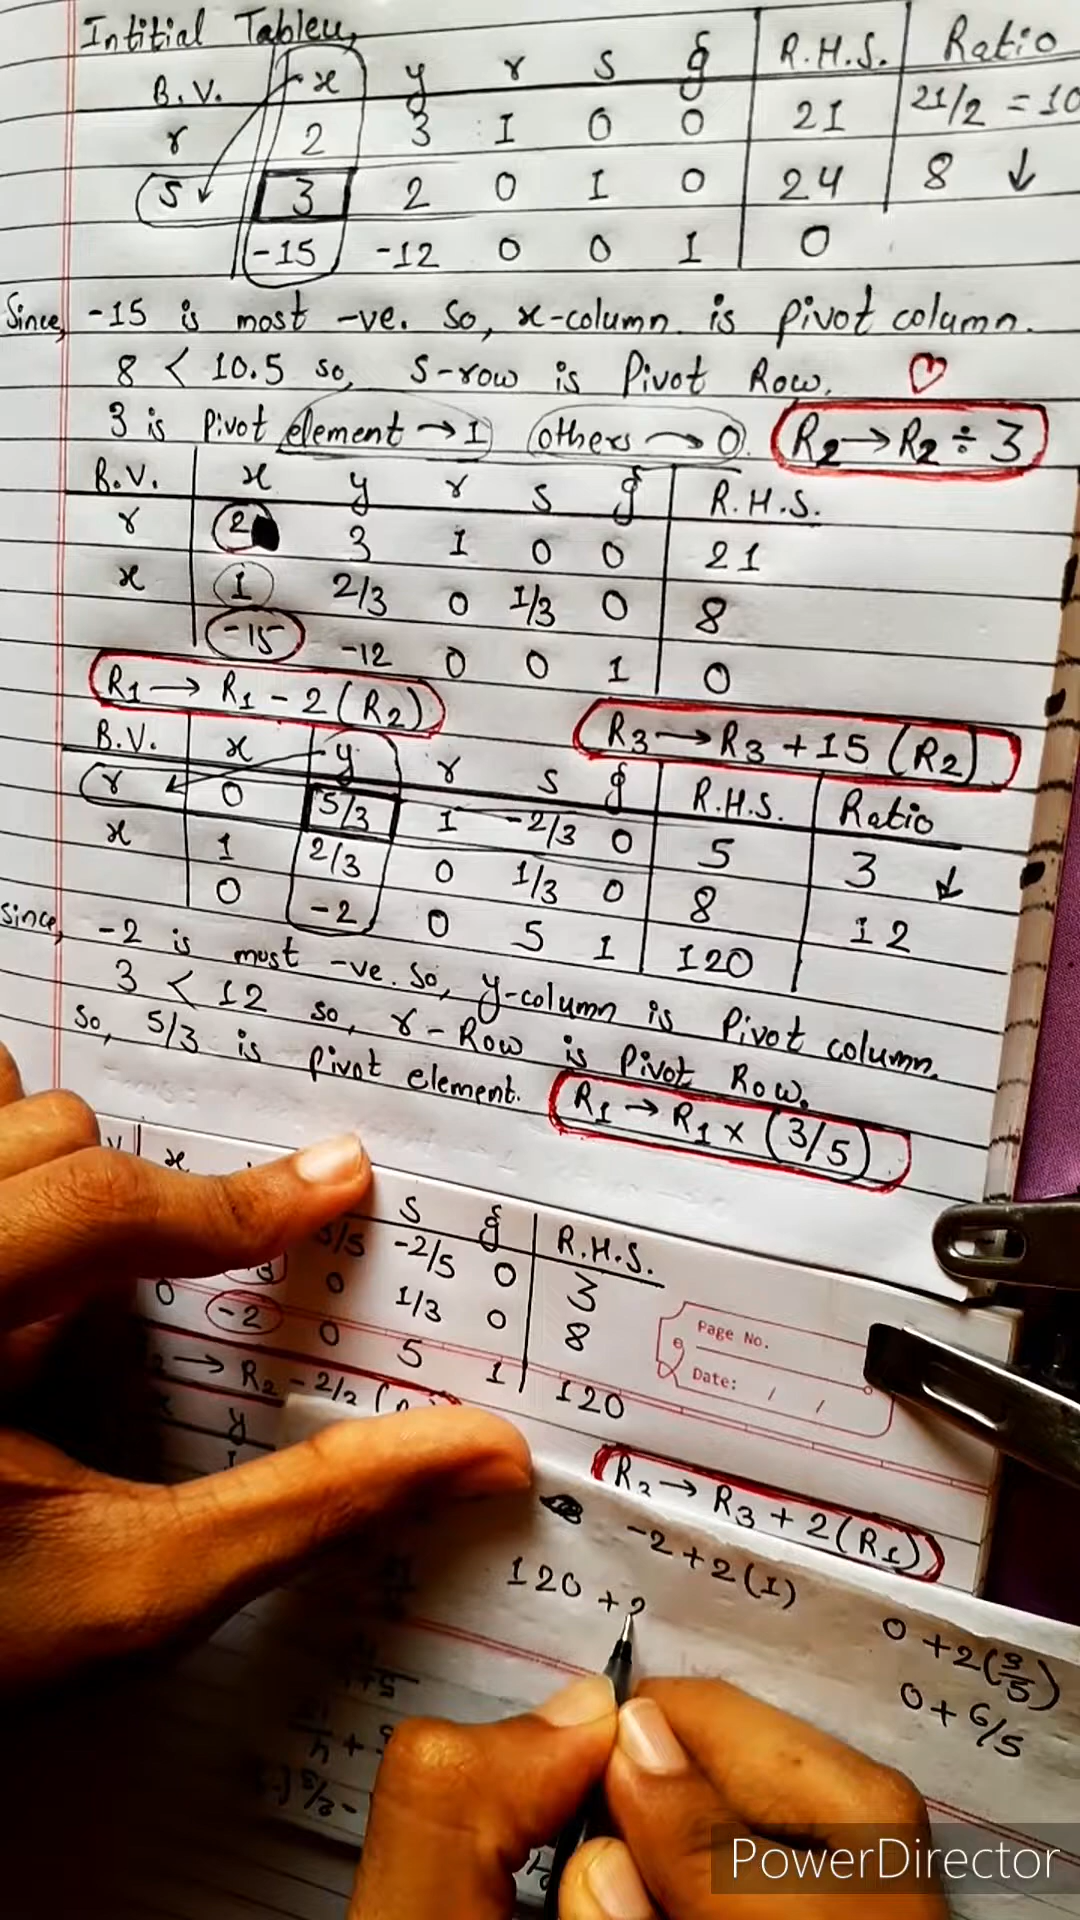 Intitial Tableu,
B.V. x y r s f R.H.S. Ratio
r 2 3 1 0 0 21 21/2 = 10
s 3 2 0 1 0 24 8 ↓
-15 -12 0 0 1 0
Since, -15 is most -ve. So, x-column is pivot column.
8 < 10.5 so, s-row is Pivot Row. ♡
3 is Pivot element → 1 others → 0 R2 → R2 ÷ 3
B.V. x y r s f R.H.S.
r 2 3 1 0 0 21
x 1 2/3 0 1/3 0 8
-15 -12 0 0 1 0
R1 → R1 - 2(R2) R3 → R3 + 15(R2)
B.V. x y r s f R.H.S. Ratio
r 0 5/3 1 -2/3 0 5 3 ↓
x 1 2/3 0 1/3 0 8 12
0 -2 0 5 1 120
Since, -2 is most -ve. So, y-column is Pivot column.
3 < 12 so, r-Row is Pivot Row.
So, 5/3 is pivot element. R1 → R1 × (3/5)
x s f R.H.S.
3/5 -2/5 0 3
0 1/3 0 8
0 -2 0 5 1 120
Page No.
Date: / /
→ R2 - 2/3 R3 → R3 + 2(R1)
x y
-2+2(1)
120 + 2
0 + 2(3/5)
0 + 6/5
PowerDirector